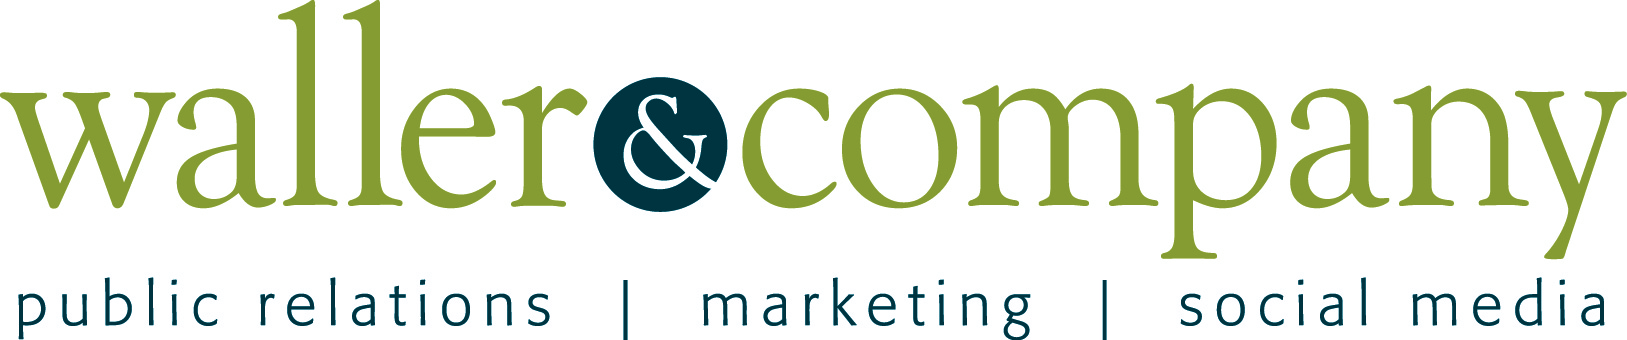 waller&company
public relations | marketing | social media